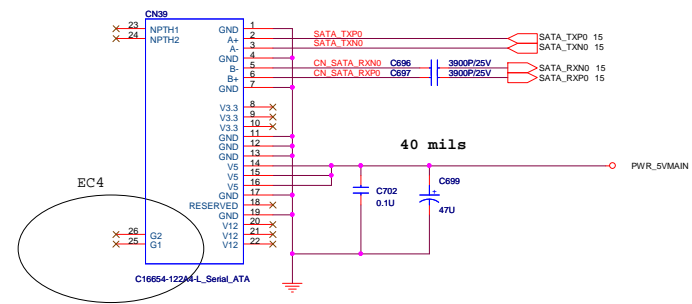 CN39
23 NPTH1
24 NPTH2
GND 1
A+ 2 SATA_TXP0 SATA_TXP0 15
A- 3 SATA_TXN0 SATA_TXN0 15
GND 4
B- 5 CN_SATA_RXN0 C696 3900P/25V SATA_RXN0 15
B+ 6 CN_SATA_RXP0 C697 3900P/25V SATA_RXP0 15
GND 7
V3.3 8
V3.3 9
V3.3 10
GND 11
GND 12
GND 13
40 mils
V5 14 PWR_5VMAIN
V5 15
V5 16
GND 17
RESERVED 18
GND 19
V12 20
V12 21
V12 22
C702
0.1U
C699
+
47U
EC4
26 G2
25 G1
C16654-122A4-L_Serial_ATA